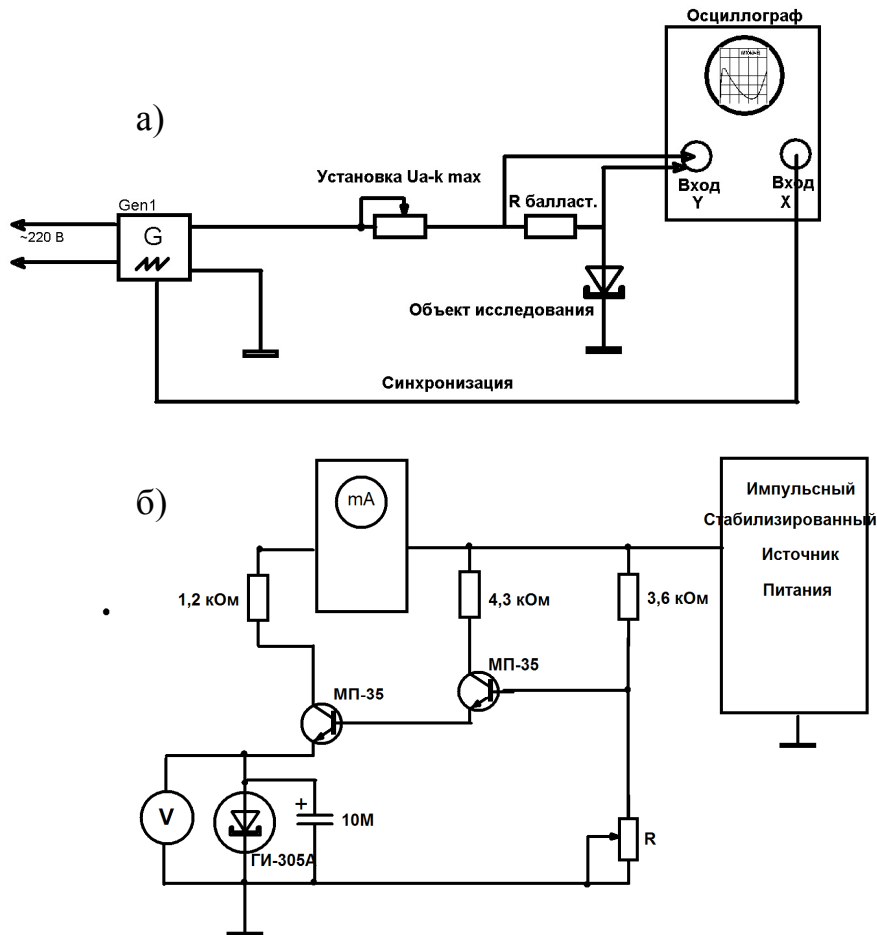 Осциллограф
а)
Установка Ua-k max
R балласт.
Вход
Y
Вход
X
Gen1
~220 В
G
Объект исследования
Синхронизация
б)
mA
Импульсный
Стабилизированный
Источник
Питания
1,2 кОм
4,3 кОм
3,6 кОм
МП-35
МП-35
V
+
10М
ГИ-305А
R